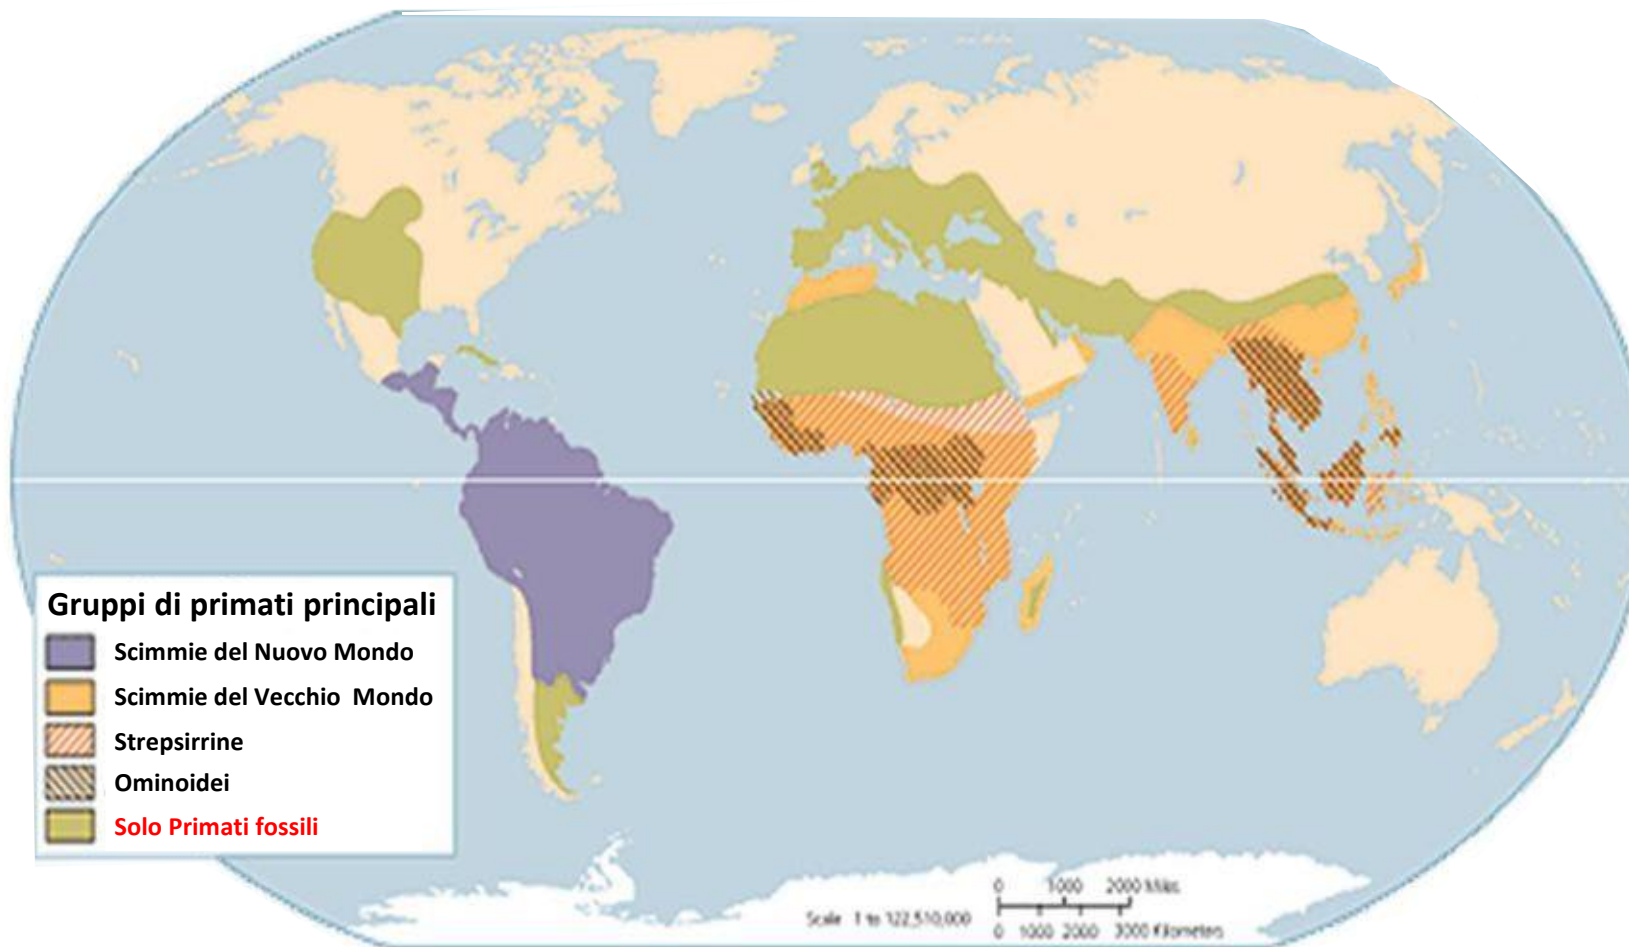 Gruppi di primati principali
Scimmie del Nuovo Mondo
Scimmie del Vecchio Mondo
Strepsirrine
Ominoidei
Solo Primati fossili
0 1000 2000 Miles
Scale 1 to 122,510,000
0 1000 2000 3000 Kilometers